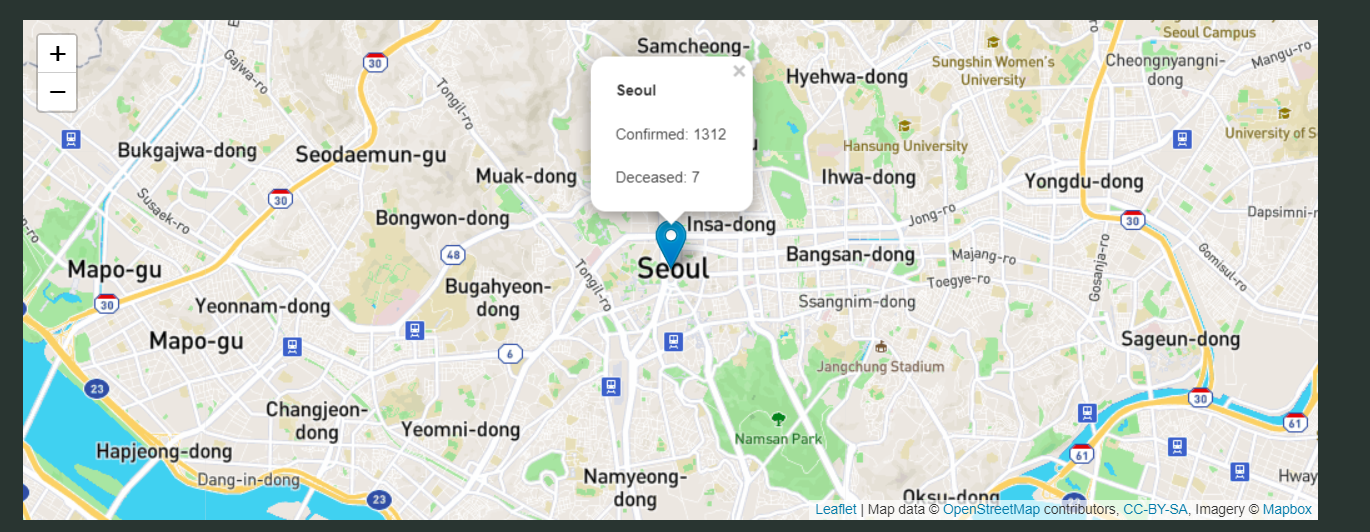 +
−
Samcheong-
Seoul Campus
Mangu-ro
Gajwa-ro
30
Tongil-ro
Hyehwa-dong
Sungshin Women's
University
Cheongnyangni-
dong
×
Seoul
Confirmed: 1312
Deceased: 7
Bukgajwa-dong
Seodaemun-gu
Hansung University
University of S
Muak-dong
Ihwa-dong
Yongdu-dong
Susaek-ro
30
Bongwon-dong
Insa-dong
Jong-ro
30
Dapsimni-r
48
Bangsan-dong
Majang-ro
Gosanja-ro
Gomisul-ro
Mapo-gu
Seoul
Toegye-ro
Tongil-ro
Bugahyeon-
dong
Ssangnim-dong
30
Yeonnam-dong
Mapo-gu
6
Sageun-dong
Jangchung Stadium
23
30
Changjeon-
dong
Yeomni-dong
61
Namsan Park
Hapjeong-dong
61
Dang-in-dong
Namyeong-
dong
Hway
23
Oksu-dong
Leaflet | Map data © OpenStreetMap contributors, CC-BY-SA, Imagery © Mapbox